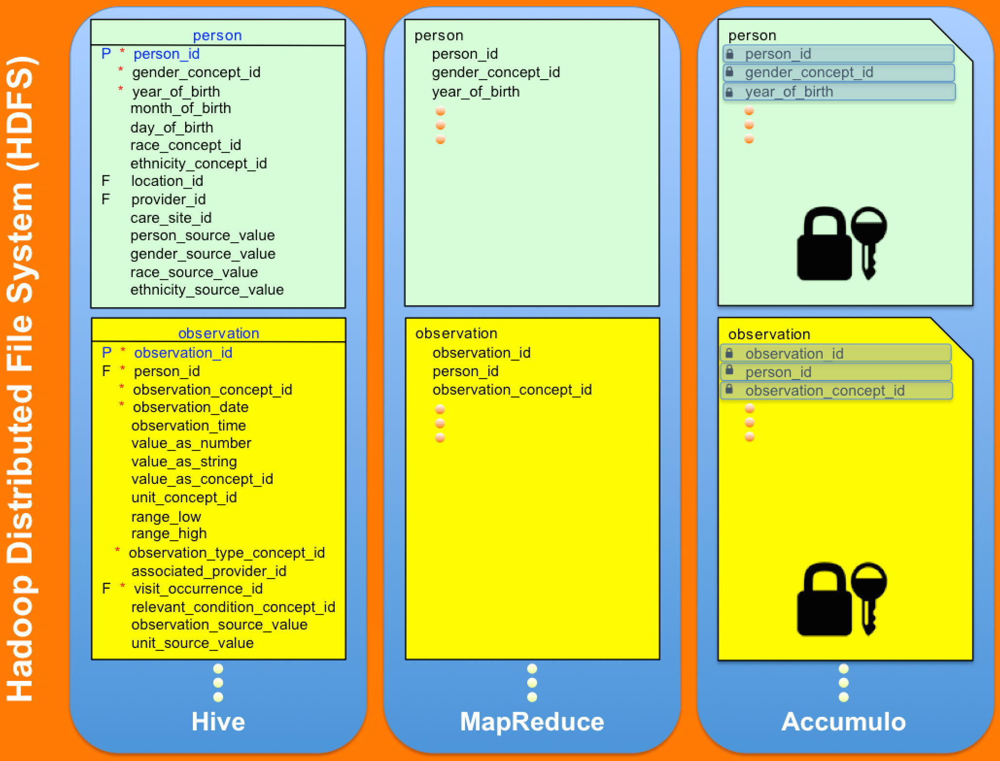 Hadoop Distributed File System (HDFS)
person
P * person_id
* gender_concept_id
* year_of_birth
month_of_birth
day_of_birth
race_concept_id
ethnicity_concept_id
F location_id
F provider_id
care_site_id
person_source_value
gender_source_value
race_source_value
ethnicity_source_value
observation
P * observation_id
F * person_id
* observation_concept_id
* observation_date
observation_time
value_as_number
value_as_string
value_as_concept_id
unit_concept_id
range_low
range_high
* observation_type_concept_id
associated_provider_id
F * visit_occurrence_id
relevant_condition_concept_id
observation_source_value
unit_source_value
Hive
person
person_id
gender_concept_id
year_of_birth
observation
observation_id
person_id
observation_concept_id
MapReduce
person
person_id
gender_concept_id
year_of_birth
observation
observation_id
person_id
observation_concept_id
Accumulo